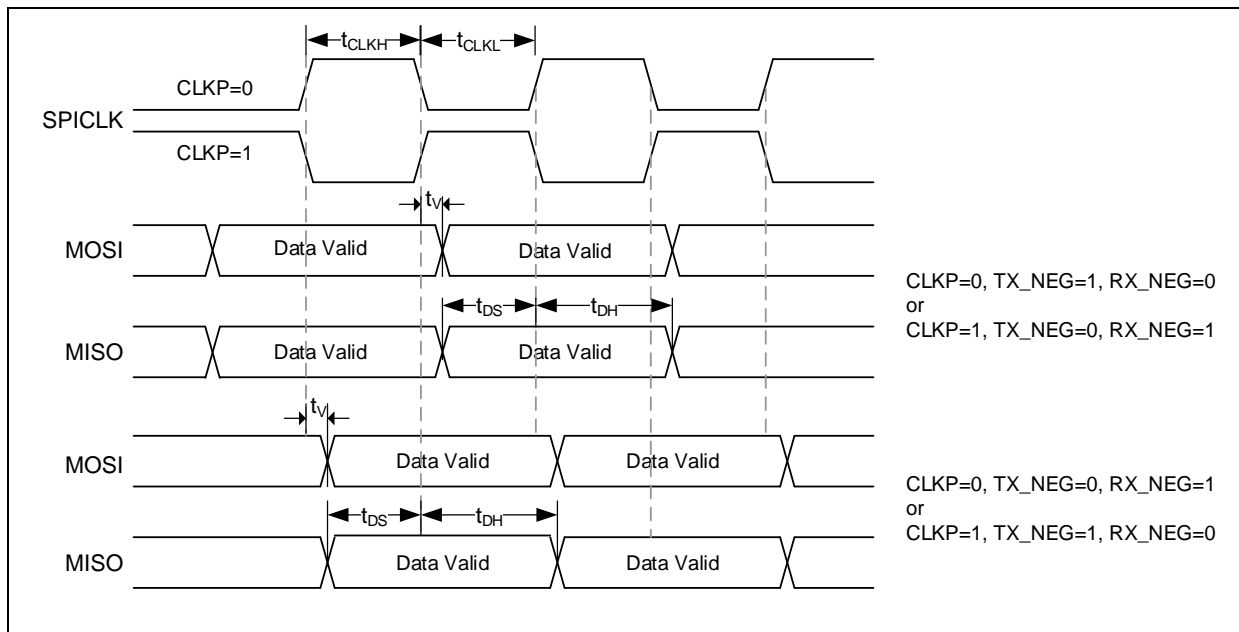 tCLKH tCLKL
CLKP=0
SPICLK
CLKP=1
tV
MOSI Data Valid Data Valid
tDS tDH
MISO Data Valid Data Valid
CLKP=0, TX_NEG=1, RX_NEG=0
or
CLKP=1, TX_NEG=0, RX_NEG=1
tV
MOSI Data Valid Data Valid
tDS tDH
MISO Data Valid Data Valid
CLKP=0, TX_NEG=0, RX_NEG=1
or
CLKP=1, TX_NEG=1, RX_NEG=0